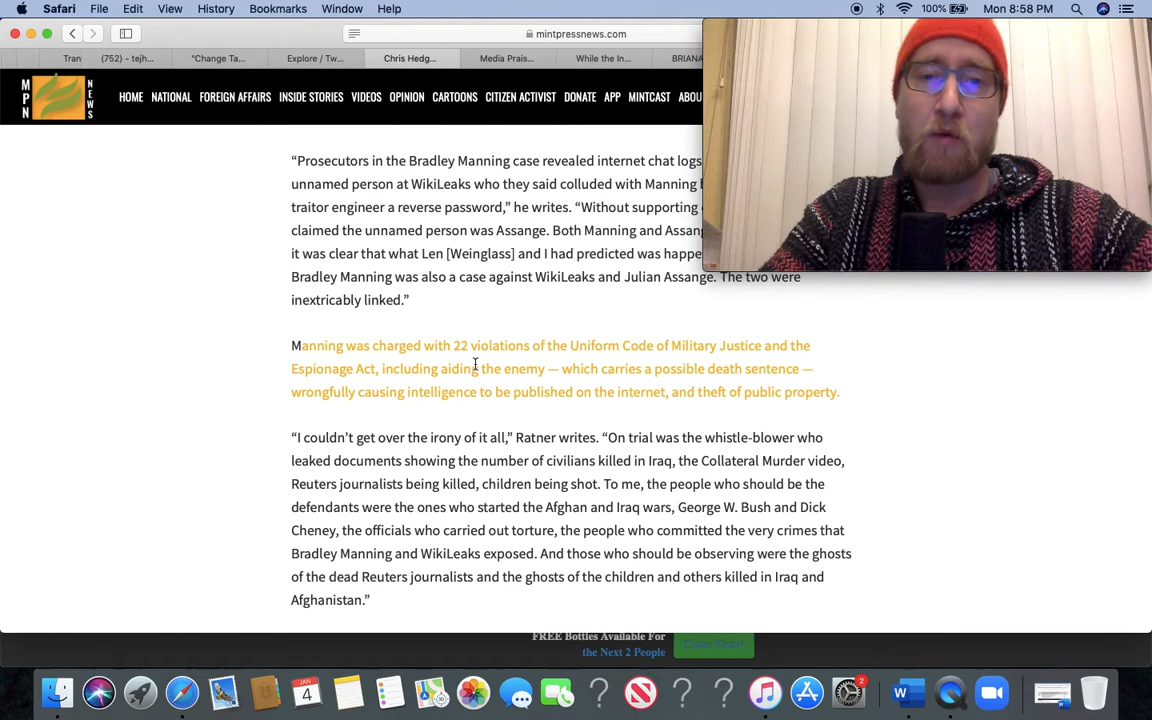 Safari File Edit View History Bookmarks Window Help 100% Mon 8:58 PM
mintpressnews.com
Tran (752) – tejh... "Change Ta... Explore / Tw... Chris Hedg... Media Prais... While the In... BRIANA
MPN NEWS HOME NATIONAL FOREIGN AFFAIRS INSIDE STORIES VIDEOS OPINION CARTOONS CITIZEN ACTIVIST DONATE APP MINTCAST ABOU
“Prosecutors in the Bradley Manning case revealed internet chat logs
unnamed person at WikiLeaks who they said colluded with Manning
traitor engineer a reverse password,” he writes. “Without supporting
claimed the unnamed person was Assange. Both Manning and Assan
it was clear that what Len [Weinglass] and I had predicted was happe
Bradley Manning was also a case against WikiLeaks and Julian Assange. The two were
inextricably linked.”
Manning was charged with 22 violations of the Uniform Code of Military Justice and the
Espionage Act, including aiding the enemy — which carries a possible death sentence —
wrongfully causing intelligence to be published on the internet, and theft of public property.
“I couldn’t get over the irony of it all,” Ratner writes. “On trial was the whistle-blower who
leaked documents showing the number of civilians killed in Iraq, the Collateral Murder video,
Reuters journalists being killed, children being shot. To me, the people who should be the
defendants were the ones who started the Afghan and Iraq wars, George W. Bush and Dick
Cheney, the officials who carried out torture, the people who committed the very crimes that
Bradley Manning and WikiLeaks exposed. And those who should be observing were the ghosts
of the dead Reuters journalists and the ghosts of the children and others killed in Iraq and
Afghanistan.”
FREE Bottles Available For
the Next 2 People
JAN
4
2